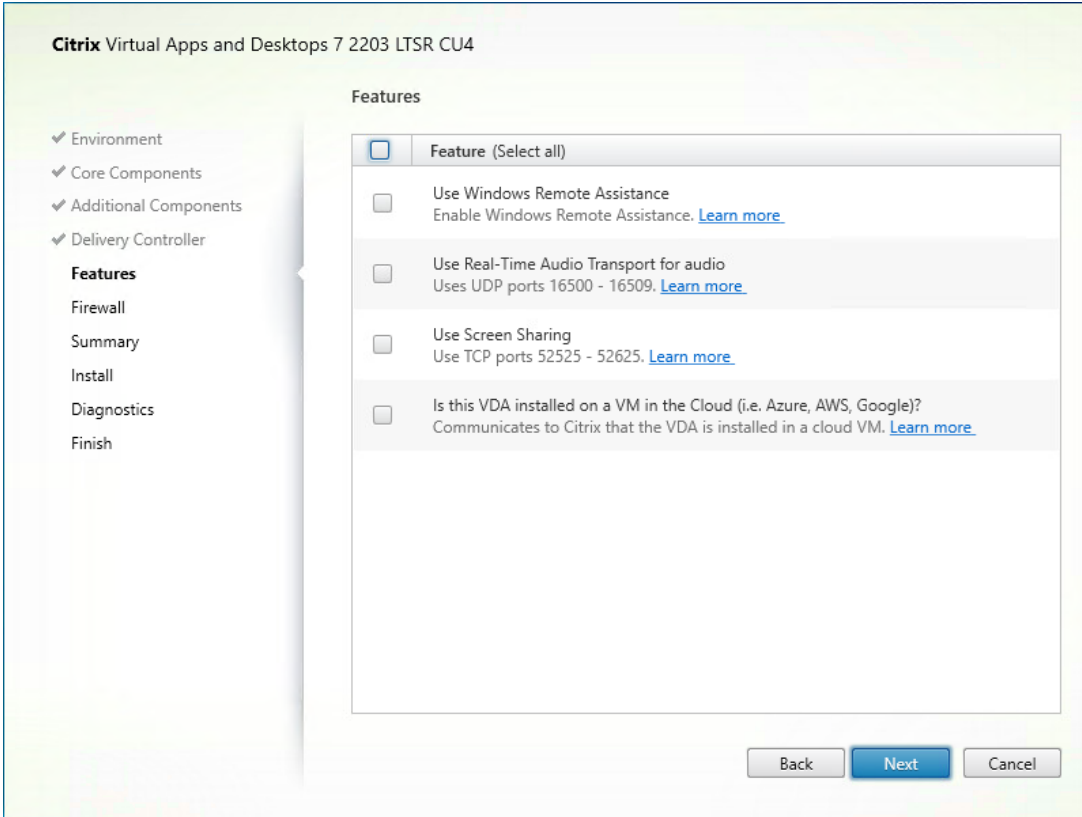 Citrix Virtual Apps and Desktops 7 2203 LTSR CU4
Features
Environment
Core Components
Additional Components
Delivery Controller
Features
Firewall
Summary
Install
Diagnostics
Finish
Feature (Select all)
Use Windows Remote Assistance
Enable Windows Remote Assistance. Learn more
Use Real-Time Audio Transport for audio
Uses UDP ports 16500 - 16509. Learn more
Use Screen Sharing
Use TCP ports 52525 - 52625. Learn more
Is this VDA installed on a VM in the Cloud (i.e. Azure, AWS, Google)?
Communicates to Citrix that the VDA is installed in a cloud VM. Learn more
Back
Next
Cancel